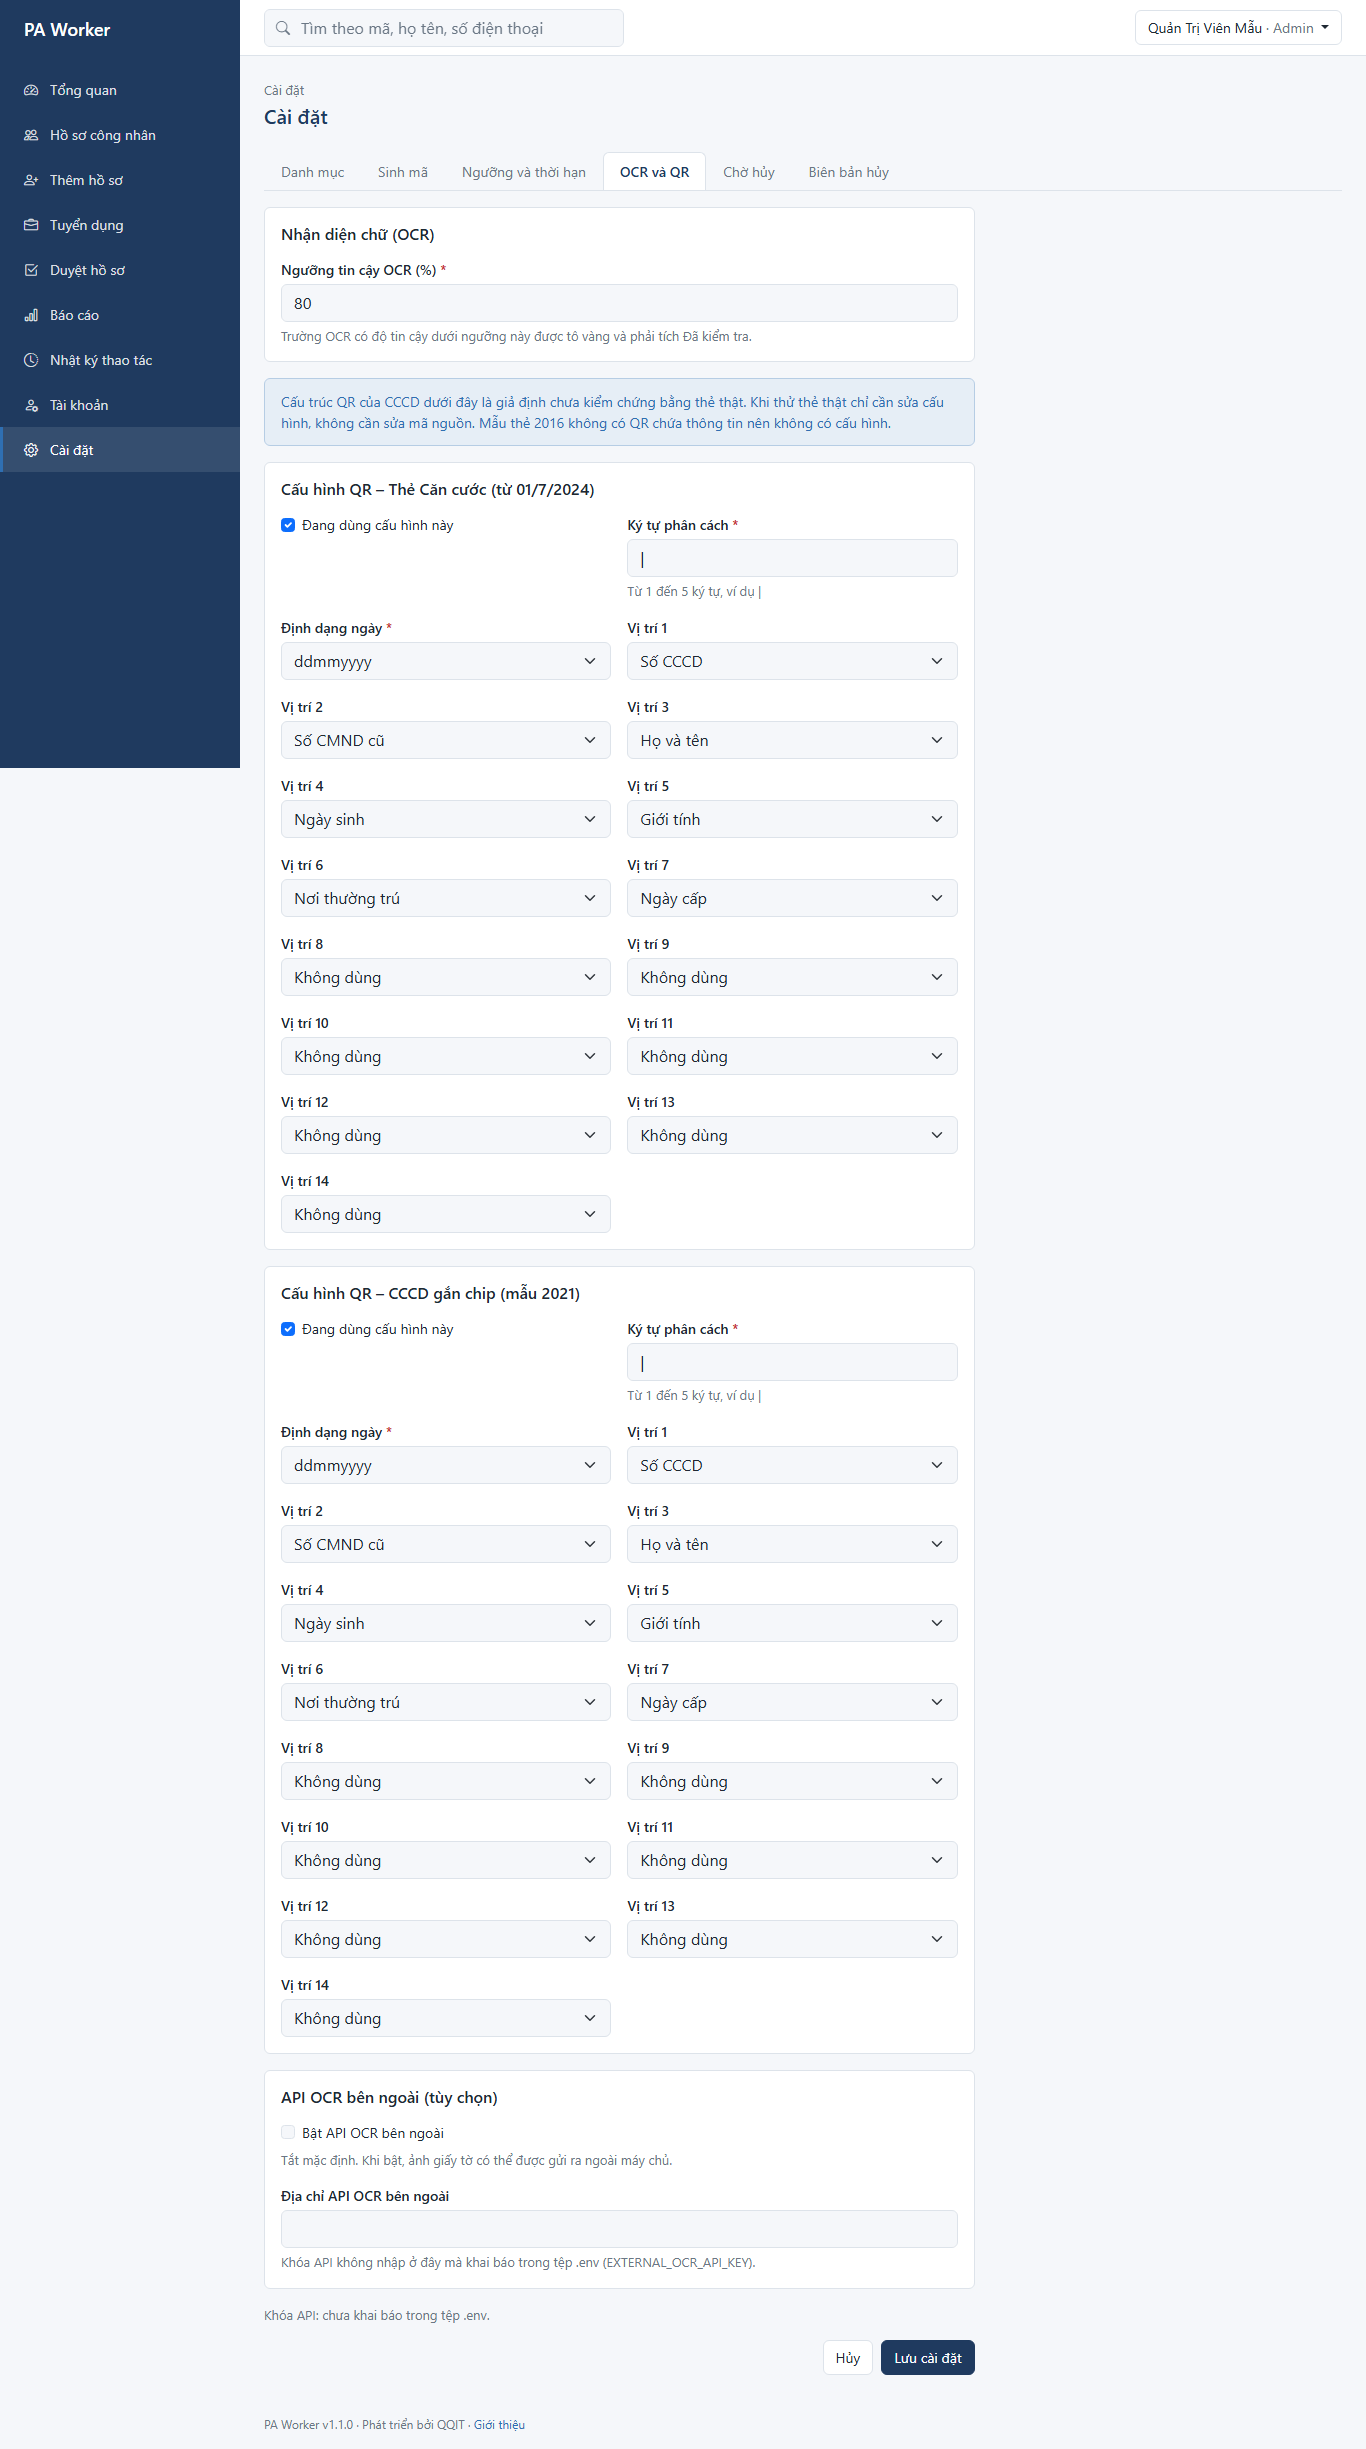 PA Worker
Tìm theo mã, họ tên, số điện thoại
Quản Trị Viên Mẫu · Admin
Tổng quan
Hồ sơ công nhân
Thêm hồ sơ
Tuyển dụng
Duyệt hồ sơ
Báo cáo
Nhật ký thao tác
Tài khoản
Cài đặt
Cài đặt
Cài đặt
Danh mục
Sinh mã
Ngưỡng và thời hạn
OCR và QR
Chờ hủy
Biên bản hủy
Nhận diện chữ (OCR)
Ngưỡng tin cậy OCR (%) *
80
Trường OCR có độ tin cậy dưới ngưỡng này được tô vàng và phải tích Đã kiểm tra.
Cấu trúc QR của CCCD dưới đây là giả định chưa kiểm chứng bằng thẻ thật. Khi thử thẻ thật chỉ cần sửa cấu
hình, không cần sửa mã nguồn. Mẫu thẻ 2016 không có QR chứa thông tin nên không có cấu hình.
Cấu hình QR – Thẻ Căn cước (từ 01/7/2024)
Đang dùng cấu hình này
Ký tự phân cách *
|
Từ 1 đến 5 ký tự, ví dụ |
Định dạng ngày *
ddmmyyyy
Vị trí 1
Số CCCD
Vị trí 2
Số CMND cũ
Vị trí 3
Họ và tên
Vị trí 4
Ngày sinh
Vị trí 5
Giới tính
Vị trí 6
Nơi thường trú
Vị trí 7
Ngày cấp
Vị trí 8
Không dùng
Vị trí 9
Không dùng
Vị trí 10
Không dùng
Vị trí 11
Không dùng
Vị trí 12
Không dùng
Vị trí 13
Không dùng
Vị trí 14
Không dùng
Cấu hình QR – CCCD gắn chip (mẫu 2021)
Đang dùng cấu hình này
Ký tự phân cách *
|
Từ 1 đến 5 ký tự, ví dụ |
Định dạng ngày *
ddmmyyyy
Vị trí 1
Số CCCD
Vị trí 2
Số CMND cũ
Vị trí 3
Họ và tên
Vị trí 4
Ngày sinh
Vị trí 5
Giới tính
Vị trí 6
Nơi thường trú
Vị trí 7
Ngày cấp
Vị trí 8
Không dùng
Vị trí 9
Không dùng
Vị trí 10
Không dùng
Vị trí 11
Không dùng
Vị trí 12
Không dùng
Vị trí 13
Không dùng
Vị trí 14
Không dùng
API OCR bên ngoài (tùy chọn)
Bật API OCR bên ngoài
Tắt mặc định. Khi bật, ảnh giấy tờ có thể được gửi ra ngoài máy chủ.
Địa chỉ API OCR bên ngoài
Khóa API không nhập ở đây mà khai báo trong tệp .env (EXTERNAL_OCR_API_KEY).
Khóa API: chưa khai báo trong tệp .env.
Hủy
Lưu cài đặt
PA Worker v1.1.0 · Phát triển bởi QQIT · Giới thiệu